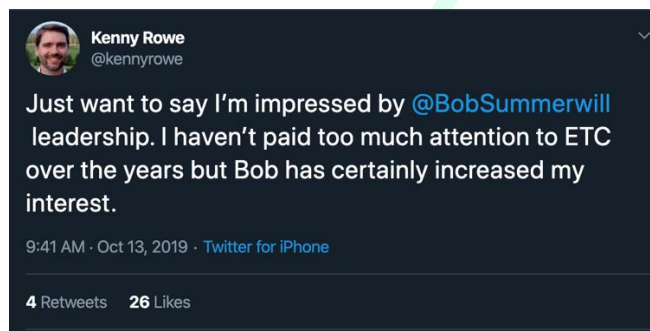 Kenny Rowe
@kennyrowe
Just want to say I’m impressed by @BobSummerwill
leadership. I haven’t paid too much attention to ETC
over the years but Bob has certainly increased my
interest.
9:41 AM · Oct 13, 2019 · Twitter for iPhone
4 Retweets 26 Likes